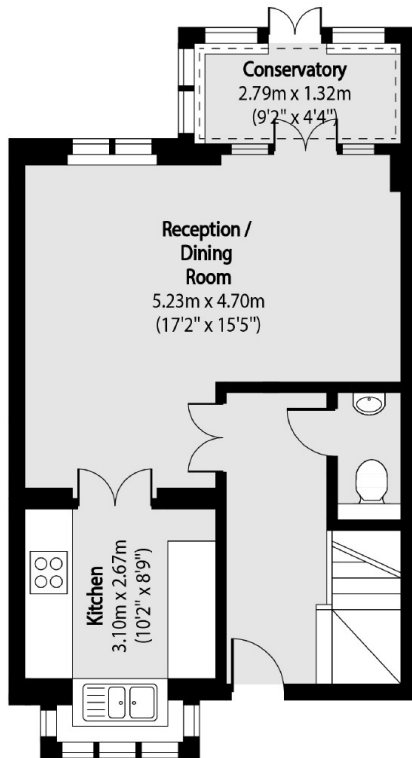 Conservatory
2.79m x 1.32m
(9'2" x 4'4")
Reception /
Dining
Room
5.23m x 4.70m
(17'2" x 15'5")
Kitchen
3.10m x 2.67m
(10'2" x 8'9")